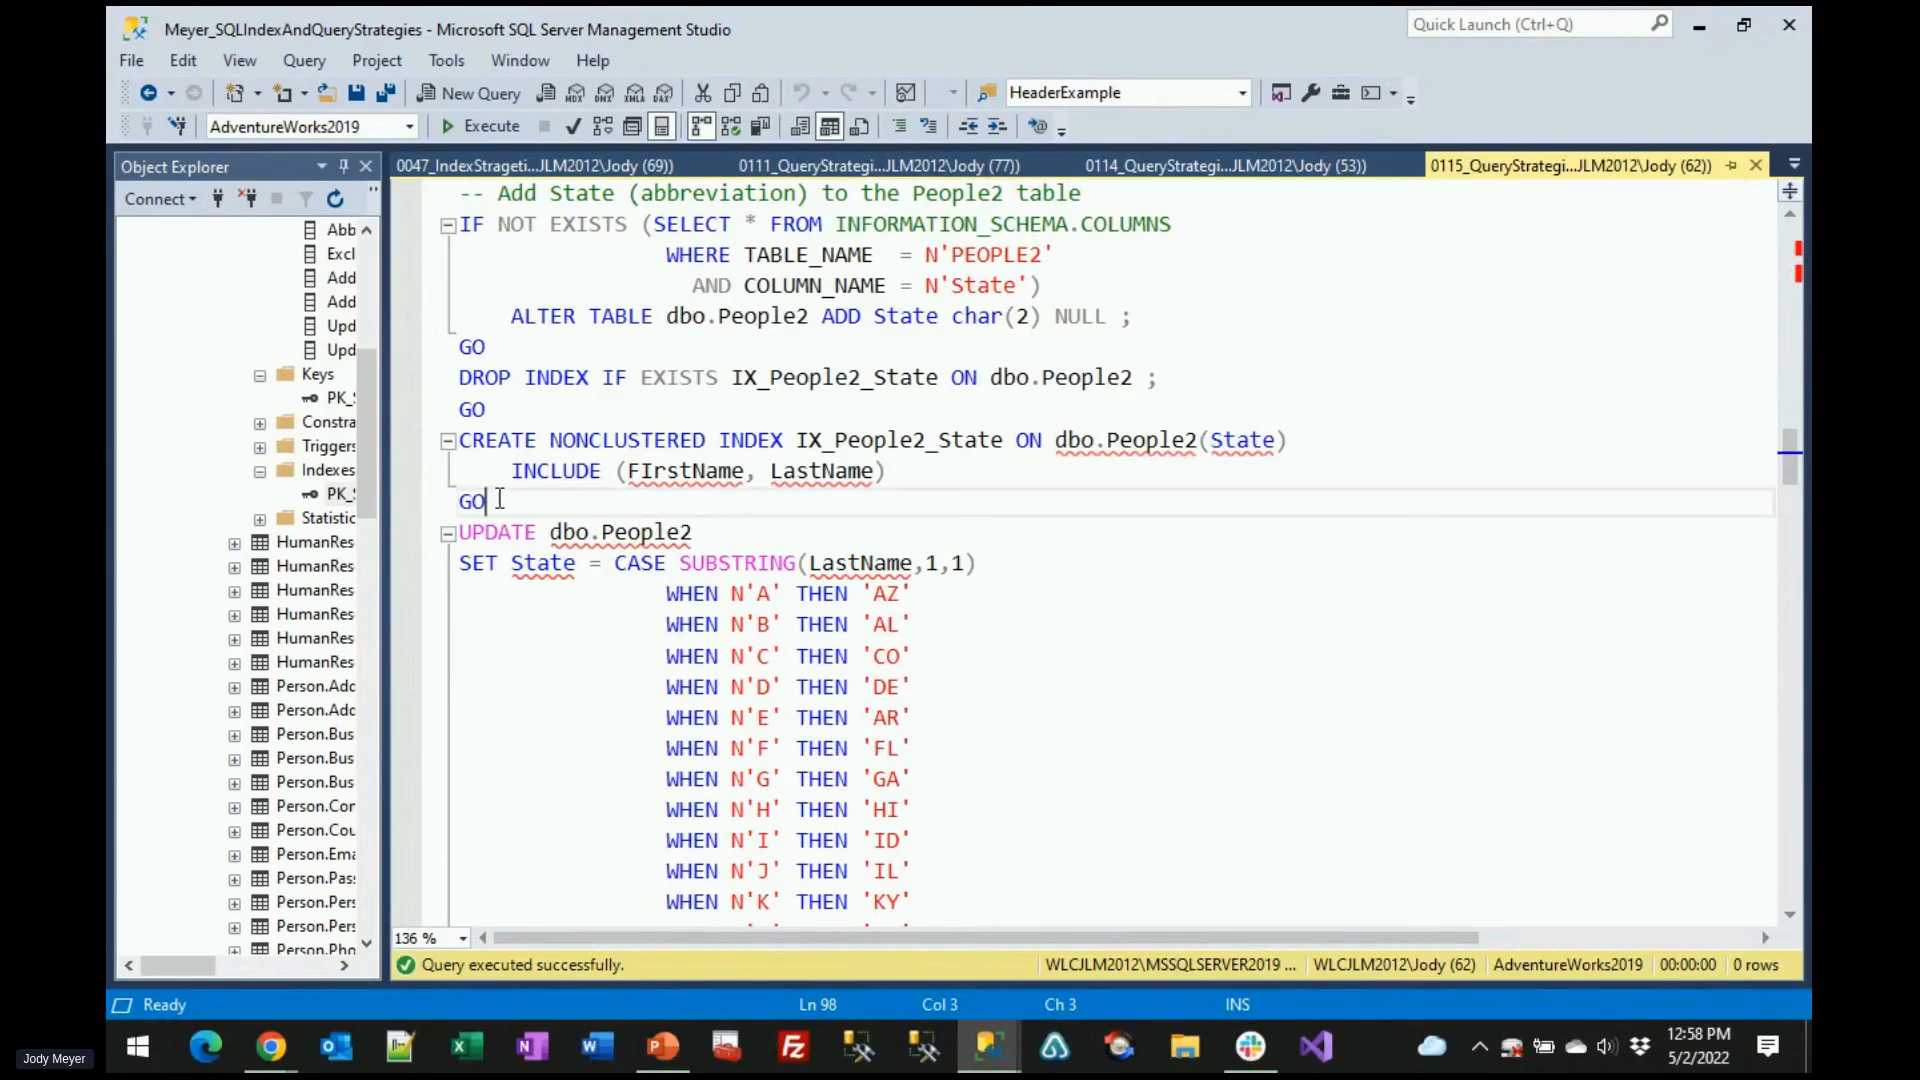 Meyer_SQLIndexAndQueryStrategies - Microsoft SQL Server Management Studio
Quick Launch (Ctrl+Q)
File Edit View Query Project Tools Window Help
New Query MDX DMX XMLA DAX HeaderExample
AdventureWorks2019 Execute
Object Explorer
0047_IndexStrageti...JLM2012\Jody (69)) 0111_QueryStrategi...JLM2012\Jody (77)) 0114_QueryStrategi...JLM2012\Jody (53)) 0115_QueryStrategi...JLM2012\Jody (62))
Connect
Abb
Excl
Add
Add
Upd
Upd
Keys
PK_
Constra
Triggers
Indexes
PK_
Statistic
HumanRes
HumanRes
HumanRes
HumanRes
HumanRes
HumanRes
Person.Add
Person.Add
Person.Bus
Person.Bus
Person.Bus
Person.Cor
Person.Cou
Person.Ema
Person.Pas
Person.Pers
Person.Pers
Person.Pho
-- Add State (abbreviation) to the People2 table
IF NOT EXISTS (SELECT * FROM INFORMATION_SCHEMA.COLUMNS
WHERE TABLE_NAME = N'PEOPLE2'
AND COLUMN_NAME = N'State')
ALTER TABLE dbo.People2 ADD State char(2) NULL ;
GO
DROP INDEX IF EXISTS IX_People2_State ON dbo.People2 ;
GO
CREATE NONCLUSTERED INDEX IX_People2_State ON dbo.People2(State)
INCLUDE (FIrstName, LastName)
GO
UPDATE dbo.People2
SET State = CASE SUBSTRING(LastName,1,1)
WHEN N'A' THEN 'AZ'
WHEN N'B' THEN 'AL'
WHEN N'C' THEN 'CO'
WHEN N'D' THEN 'DE'
WHEN N'E' THEN 'AR'
WHEN N'F' THEN 'FL'
WHEN N'G' THEN 'GA'
WHEN N'H' THEN 'HI'
WHEN N'I' THEN 'ID'
WHEN N'J' THEN 'IL'
WHEN N'K' THEN 'KY'
136 %
Query executed successfully. WLCJLM2012\MSSQLSERVER2019 ... WLCJLM2012\Jody (62) AdventureWorks2019 00:00:00 0 rows
Ready Ln 98 Col 3 Ch 3 INS
12:58 PM
5/2/2022
Jody Meyer